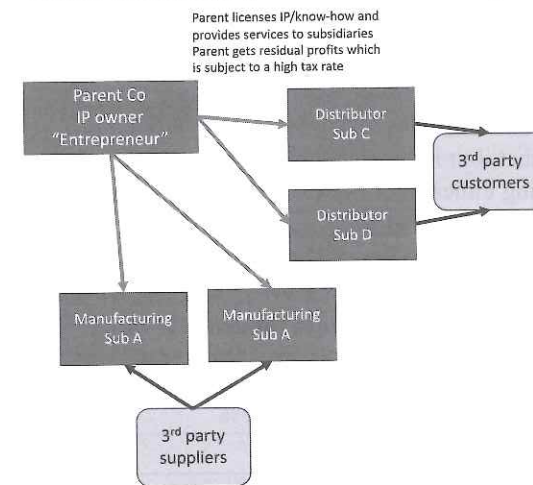 Parent licenses IP/know-how and
provides services to subsidiaries
Parent gets residual profits which
is subject to a high tax rate
Parent Co
IP owner
"Entrepreneur"
Distributor
Sub C
3rd party
customers
Distributor
Sub D
Manufacturing
Sub A
Manufacturing
Sub A
3rd party
suppliers